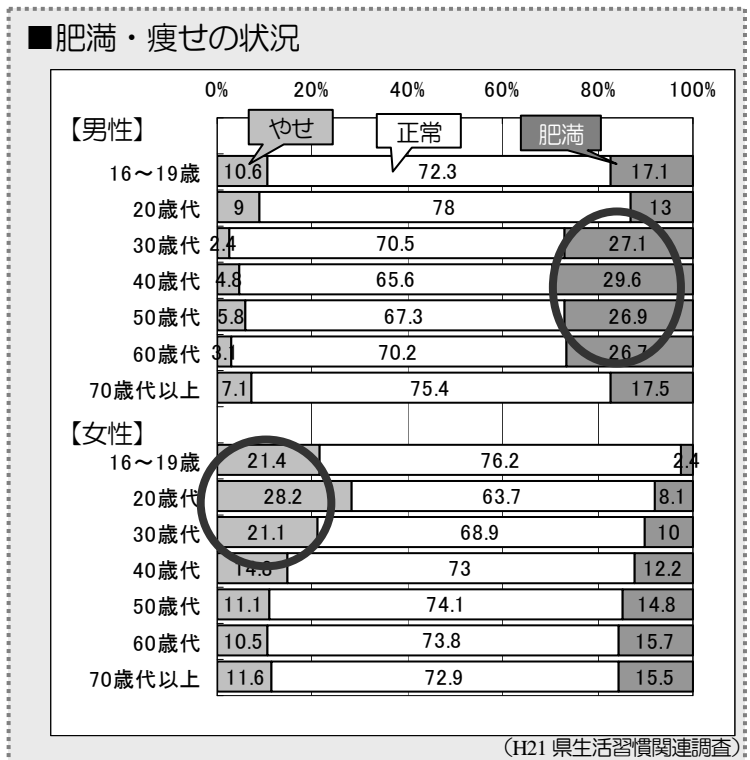 ■肥満・痩せの状況
0% 20% 40% 60% 80% 100%
【男性】 やせ 正常 肥満
16～19歳 10.6 72.3 17.1
20歳代 9 78 13
30歳代 2.4 70.5 27.1
40歳代 4.8 65.6 29.6
50歳代 5.8 67.3 26.9
60歳代 3.1 70.2 26.7
70歳代以上 7.1 75.4 17.5
【女性】
16～19歳 21.4 76.2 2.4
20歳代 28.2 63.7 8.1
30歳代 21.1 68.9 10
40歳代 14.8 73 12.2
50歳代 11.1 74.1 14.8
60歳代 10.5 73.8 15.7
70歳代以上 11.6 72.9 15.5
（H21 県生活習慣関連調査）